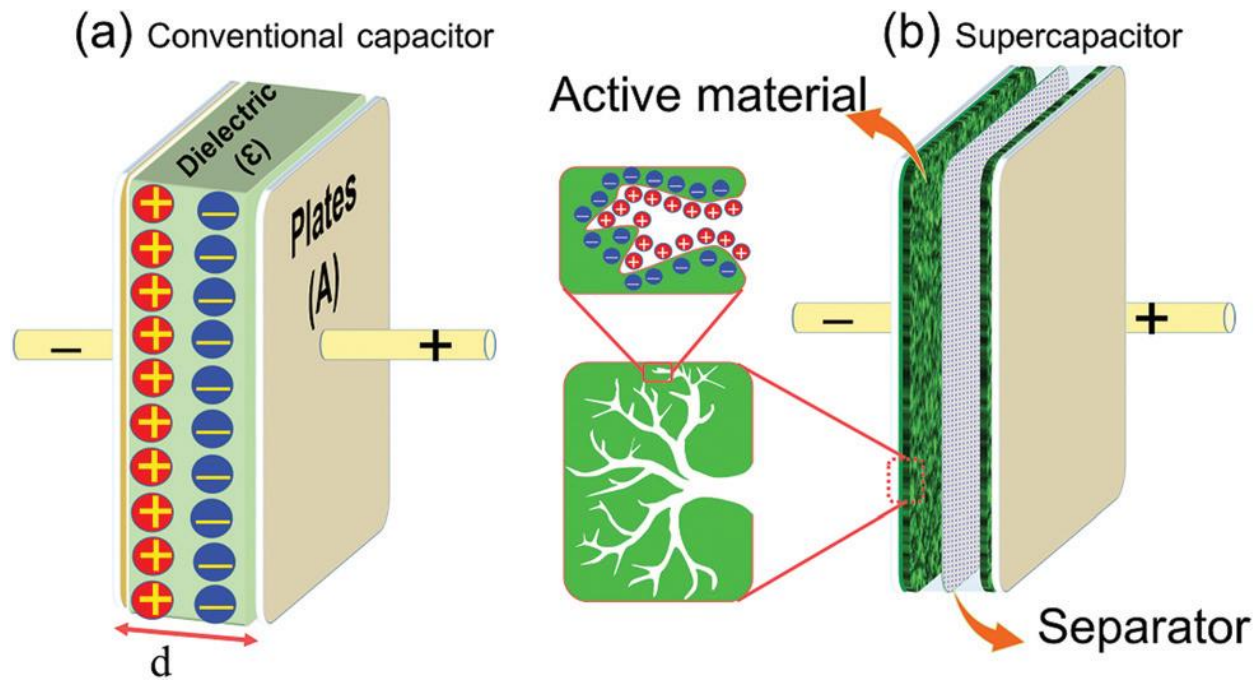 (a) Conventional capacitor
Dielectric
(ε)
Plates
(A)
−
+
d
(b) Supercapacitor
Active material
−
+
Separator